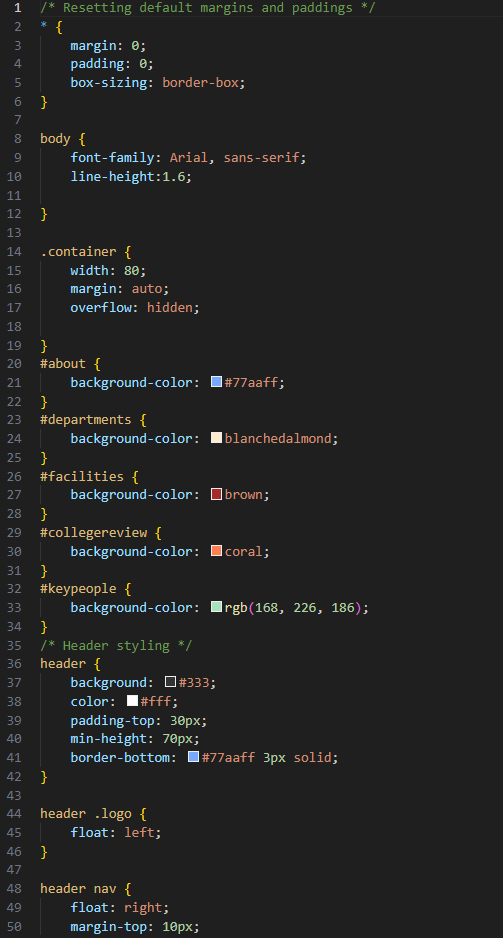 1 /* Resetting default margins and paddings */
2 * {
3     margin: 0;
4     padding: 0;
5     box-sizing: border-box;
6 }
7
8 body {
9     font-family: Arial, sans-serif;
10     line-height:1.6;
11
12 }
13
14 .container {
15     width: 80;
16     margin: auto;
17     overflow: hidden;
18
19 }
20 #about {
21     background-color: #77aaff;
22 }
23 #departments {
24     background-color: blanchedalmond;
25 }
26 #facilities {
27     background-color: brown;
28 }
29 #collegereview {
30     background-color: coral;
31 }
32 #keypeople {
33     background-color: rgb(168, 226, 186);
34 }
35 /* Header styling */
36 header {
37     background: #333;
38     color: #fff;
39     padding-top: 30px;
40     min-height: 70px;
41     border-bottom: #77aaff 3px solid;
42 }
43
44 header .logo {
45     float: left;
46 }
47
48 header nav {
49     float: right;
50     margin-top: 10px;